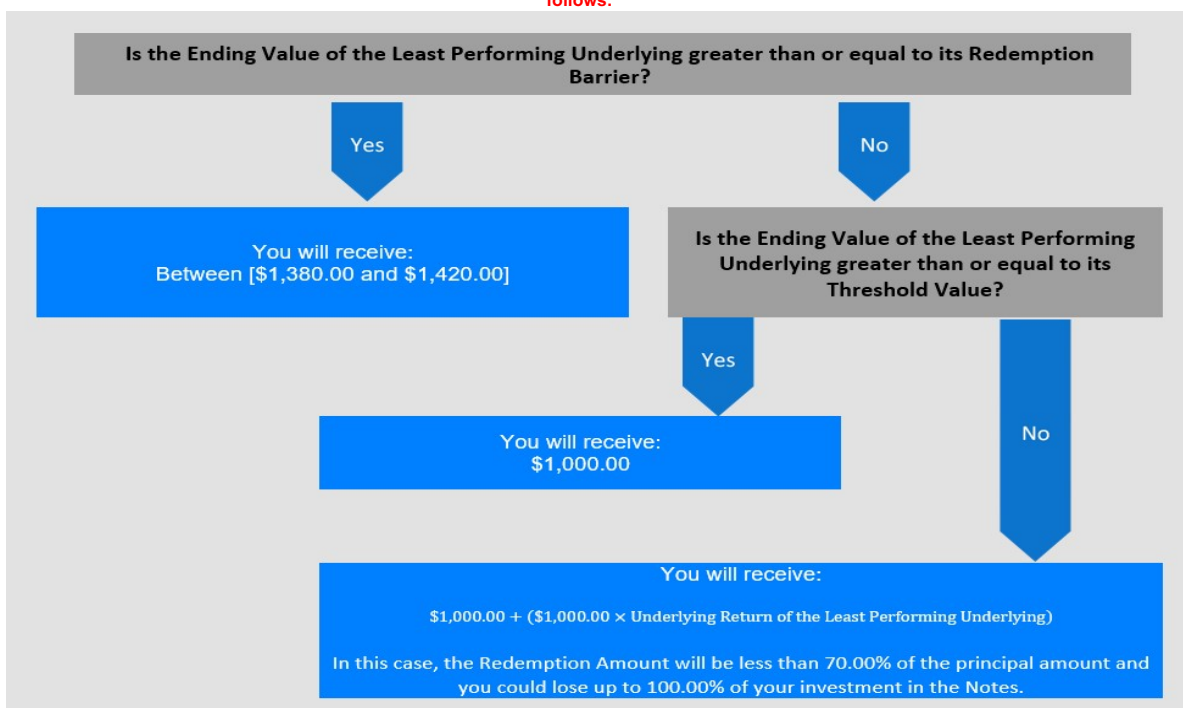 follows:
Is the Ending Value of the Least Performing Underlying greater than or equal to its Redemption
Barrier?
Yes
No
You will receive:
Between [$1,380.00 and $1,420.00]
Is the Ending Value of the Least Performing
Underlying greater than or equal to its
Threshold Value?
Yes
No
You will receive:
$1,000.00
You will receive:
$1,000.00 + ($1,000.00 × Underlying Return of the Least Performing Underlying)
In this case, the Redemption Amount will be less than 70.00% of the principal amount and
you could lose up to 100.00% of your investment in the Notes.